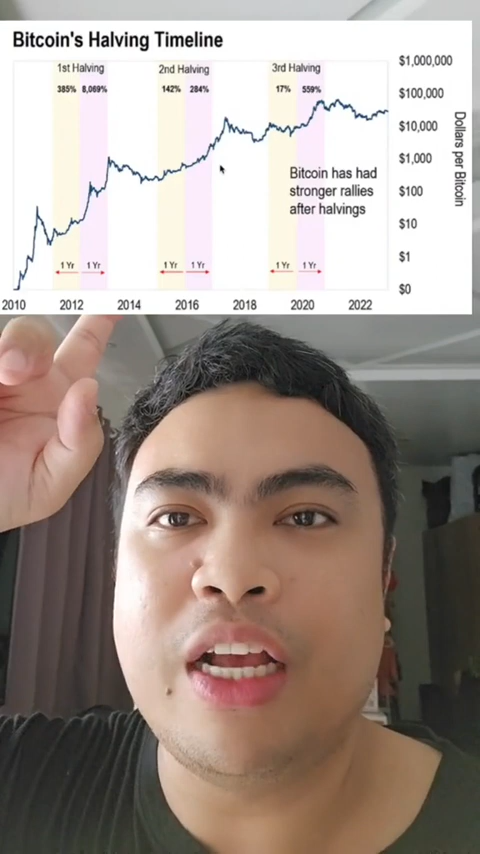 Bitcoin's Halving Timeline
1st Halving
2nd Halving
3rd Halving
385% 8,069%
142% 284%
17% 559%
$1,000,000
$100,000
$10,000
$1,000
$100
$10
$1
$0
Dollars per Bitcoin
Bitcoin has had
stronger rallies
after halvings
1 Yr 1 Yr
1 Yr 1 Yr
1 Yr 1 Yr
2010 2012 2014 2016 2018 2020 2022